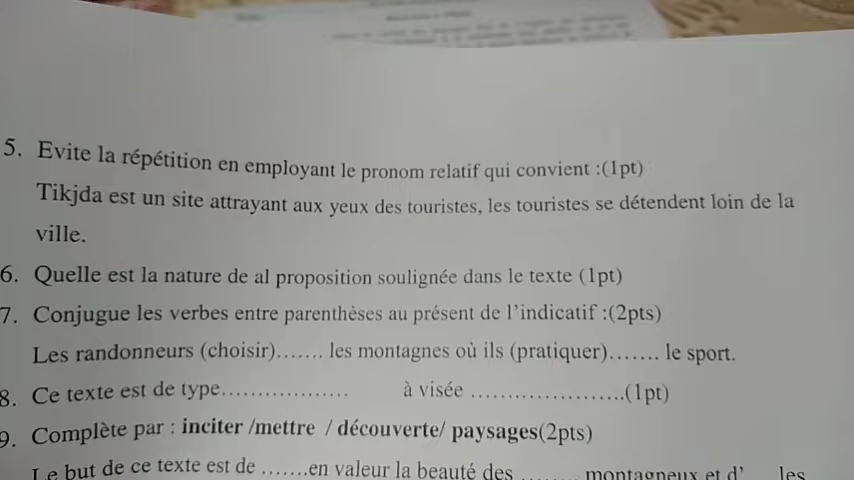 5. Evite la répétition en employant le pronom relatif qui convient :(1pt)
Tikjda est un site attrayant aux yeux des touristes, les touristes se détendent loin de la
ville.
6. Quelle est la nature de al proposition soulignée dans le texte (1pt)
7. Conjugue les verbes entre parenthèses au présent de l'indicatif :(2pts)
Les randonneurs (choisir)....... les montagnes où ils (pratiquer)....... le sport.
8. Ce texte est de type.................. à visée .....................(1pt)
9. Complète par : inciter /mettre / découverte/ paysages(2pts)
Le but de ce texte est de .......en valeur la beauté des ........ montagneux et d' les